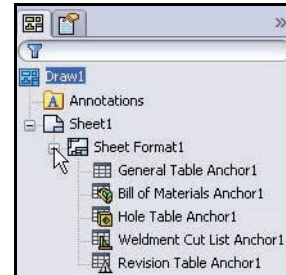 Draw1
Annotations
Sheet1
Sheet Format1
General Table Anchor1
Bill of Materials Anchor1
Hole Table Anchor1
Weldment Cut List Anchor1
Revision Table Anchor1